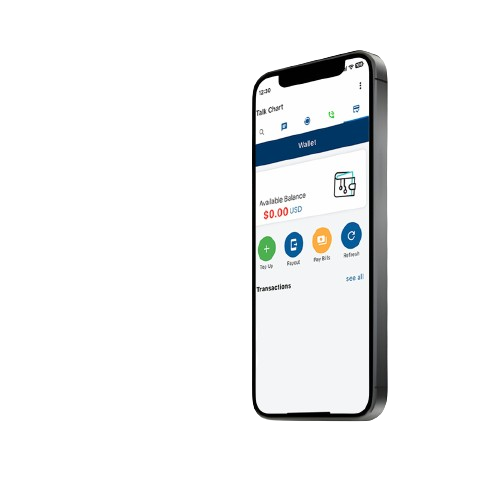 12:30
Talk Chart
Wallet
Available Balance
$0.00 USD
Top Up
Payout
Pay Bills
Refresh
Transactions
see all